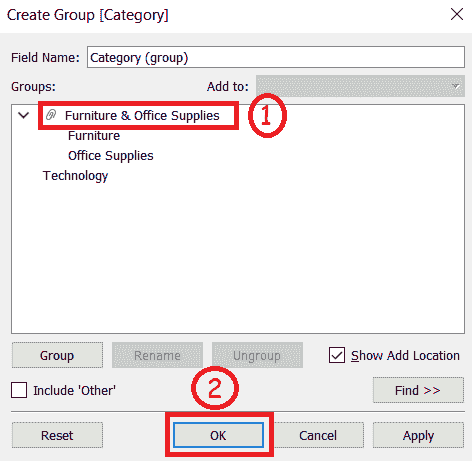 Create Group [Category]
Field Name: Category (group)
Groups: Add to:
Furniture & Office Supplies 1
Furniture
Office Supplies
Technology
Group Rename Ungroup Show Add Location
2
Include 'Other' Find >>
Reset OK Cancel Apply